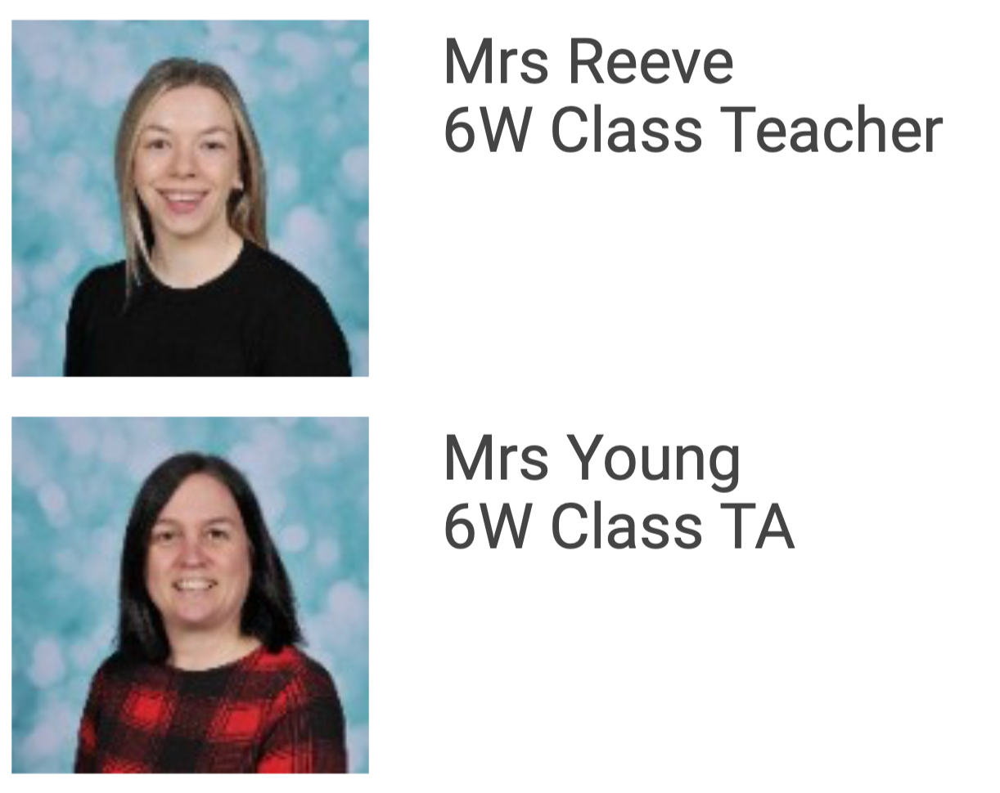 Mrs Reeve
6W Class Teacher
Mrs Young
6W Class TA